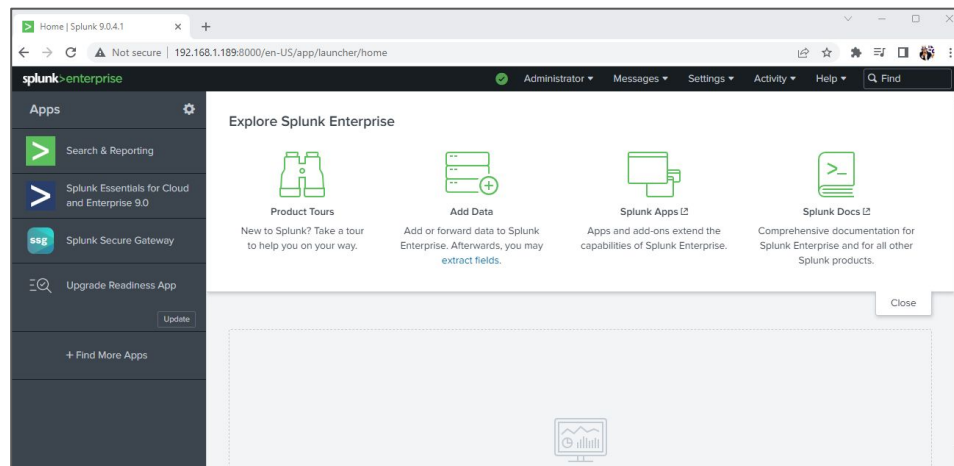 Home | Splunk 9.0.4.1
Not secure | 192.168.1.189:8000/en-US/app/launcher/home
splunk>enterprise
Administrator
Messages
Settings
Activity
Help
Find
Apps
Search & Reporting
Splunk Essentials for Cloud
and Enterprise 9.0
ssg
Splunk Secure Gateway
Upgrade Readiness App
Update
+ Find More Apps
Explore Splunk Enterprise
Product Tours
New to Splunk? Take a tour
to help you on your way.
Add Data
Add or forward data to Splunk
Enterprise. Afterwards, you may
extract fields.
Splunk Apps
Apps and add-ons extend the
capabilities of Splunk Enterprise.
Splunk Docs
Comprehensive documentation for
Splunk Enterprise and for all other
Splunk products.
Close